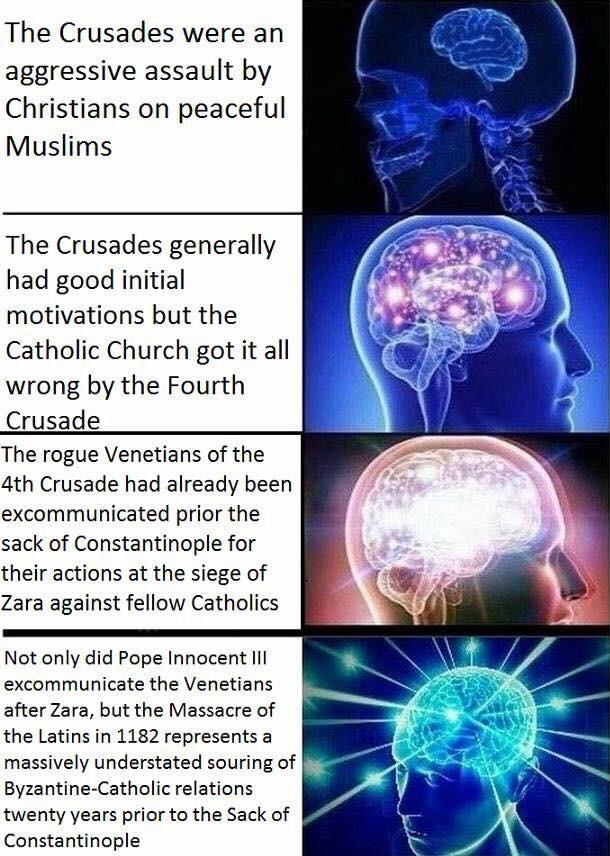 The Crusades were an
aggressive assault by
Christians on peaceful
Muslims
The Crusades generally
had good initial
motivations but the
Catholic Church got it all
wrong by the Fourth
Crusade
The rogue Venetians of the
4th Crusade had already been
excommunicated prior the
sack of Constantinople for
their actions at the siege of
Zara against fellow Catholics
Not only did Pope Innocent III
excommunicate the Venetians
after Zara, but the Massacre of
the Latins in 1182 represents a
massively understated souring of
Byzantine-Catholic relations
twenty years prior to the Sack of
Constantinople